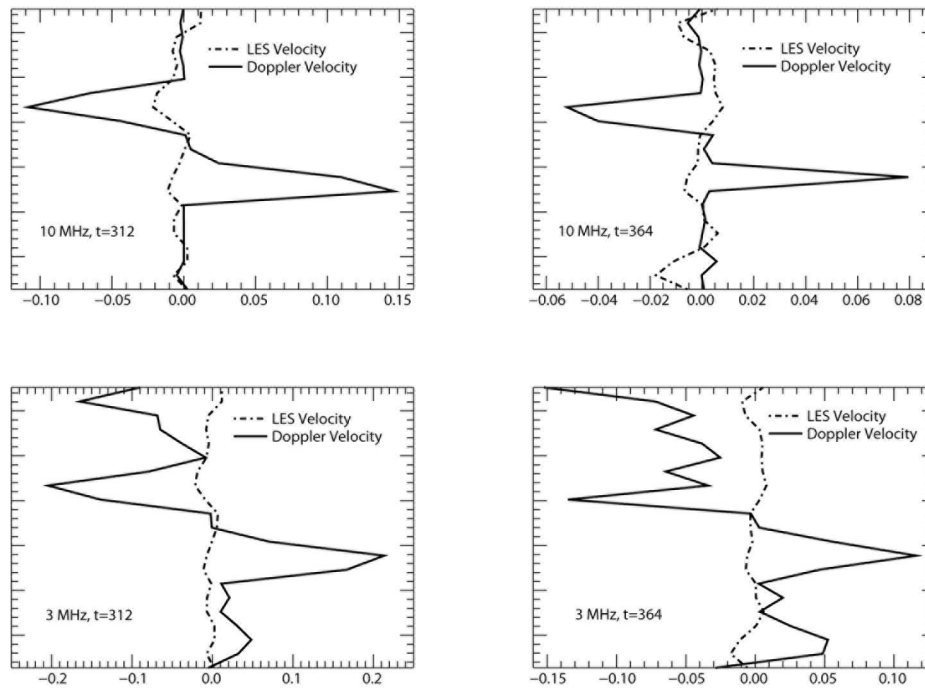 LES Velocity
Doppler Velocity
10 MHz, t=312
−0.10 −0.05 0.00 0.05 0.10 0.15
LES Velocity
Doppler Velocity
10 MHz, t=364
−0.06 −0.04 −0.02 0.00 0.02 0.04 0.06 0.08
LES Velocity
Doppler Velocity
3 MHz, t=312
−0.2 −0.1 0.0 0.1 0.2
LES Velocity
Doppler Velocity
3 MHz, t=364
−0.15 −0.10 −0.05 0.00 0.05 0.10